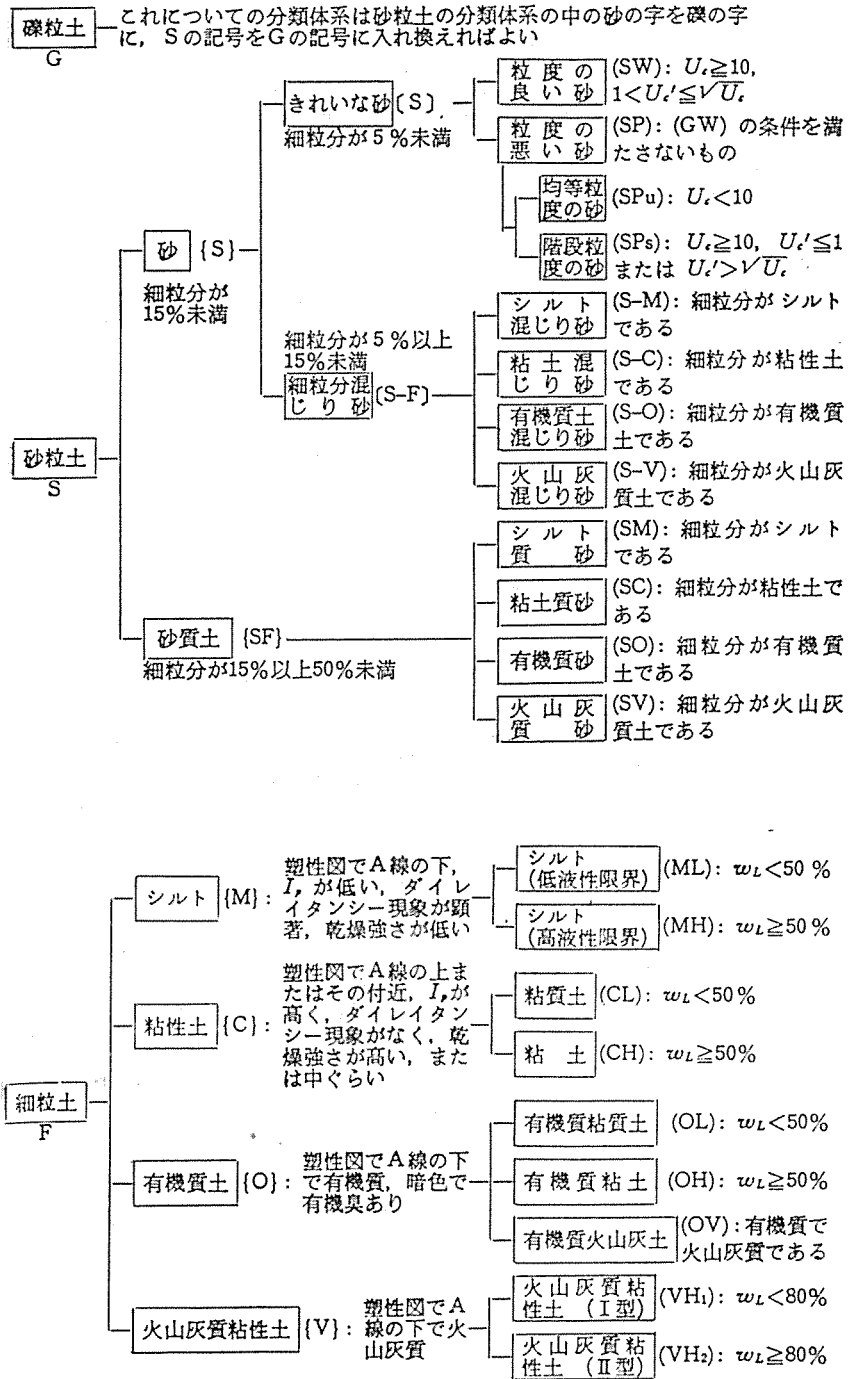 礫粒土
G
これについての分類体系は砂粒土の分類体系の中の砂の字を礫の字
に，Sの記号をGの記号に入れ換えればよい
砂粒土
S
砂 {S}
細粒分が
15％未満
きれいな砂 [S]
細粒分が5％未満
粒度の
良い砂
(SW)：Uc≧10，
1<Uc′≦√Uc
粒度の
悪い砂
(SP)：(GW) の条件を満
たさないもの
均等粒
度の砂
(SPu)：Uc<10
階段粒
度の砂
(SPs)：Uc≧10，Uc′≦1
または Uc′>√Uc
細粒分が5％以上
15％未満
細粒分混
じり砂
[S-F]
シルト
混じり砂
(S-M)：細粒分がシルト
である
粘土混
じり砂
(S-C)：細粒分が粘性土
である
有機質土
混じり砂
(S-O)：細粒分が有機質
土である
火山灰
混じり砂
(S-V)：細粒分が火山灰
質土である
砂質土 {SF}
細粒分が15％以上50％未満
シルト
質砂
(SM)：細粒分がシルト
である
粘土質砂
(SC)：細粒分が粘性土で
ある
有機質砂
(SO)：細粒分が有機質
土である
火山灰
質砂
(SV)：細粒分が火山灰
質土である
細粒土
F
シルト {M}：
塑性図でA線の下，
Ip が低い，ダイレ
イタンシー現象が顕
著，乾燥強さが低い
シルト
(低液性限界)
(ML)：wL<50％
シルト
(高液性限界)
(MH)：wL≧50％
粘性土 {C}：
塑性図でA線の上ま
たはその付近，Ipが
高く，ダイレイタン
シー現象がなく，乾
燥強さが高い，また
は中ぐらい
粘質土 (CL)：wL<50％
粘土 (CH)：wL≧50％
有機質土 {O}：
塑性図でA線の下
で有機質，暗色で
有機臭あり
有機質粘質土 (OL)：wL<50％
有機質粘土 (OH)：wL≧50％
有機質火山灰土
(OV)：有機質で
火山灰質である
火山灰質粘性土 {V}：
塑性図でA
線の下で火
山灰質
火山灰質粘
性土 (Ⅰ型)
(VH₁)：wL<80％
火山灰質粘
性土 (Ⅱ型)
(VH₂)：wL≧80％